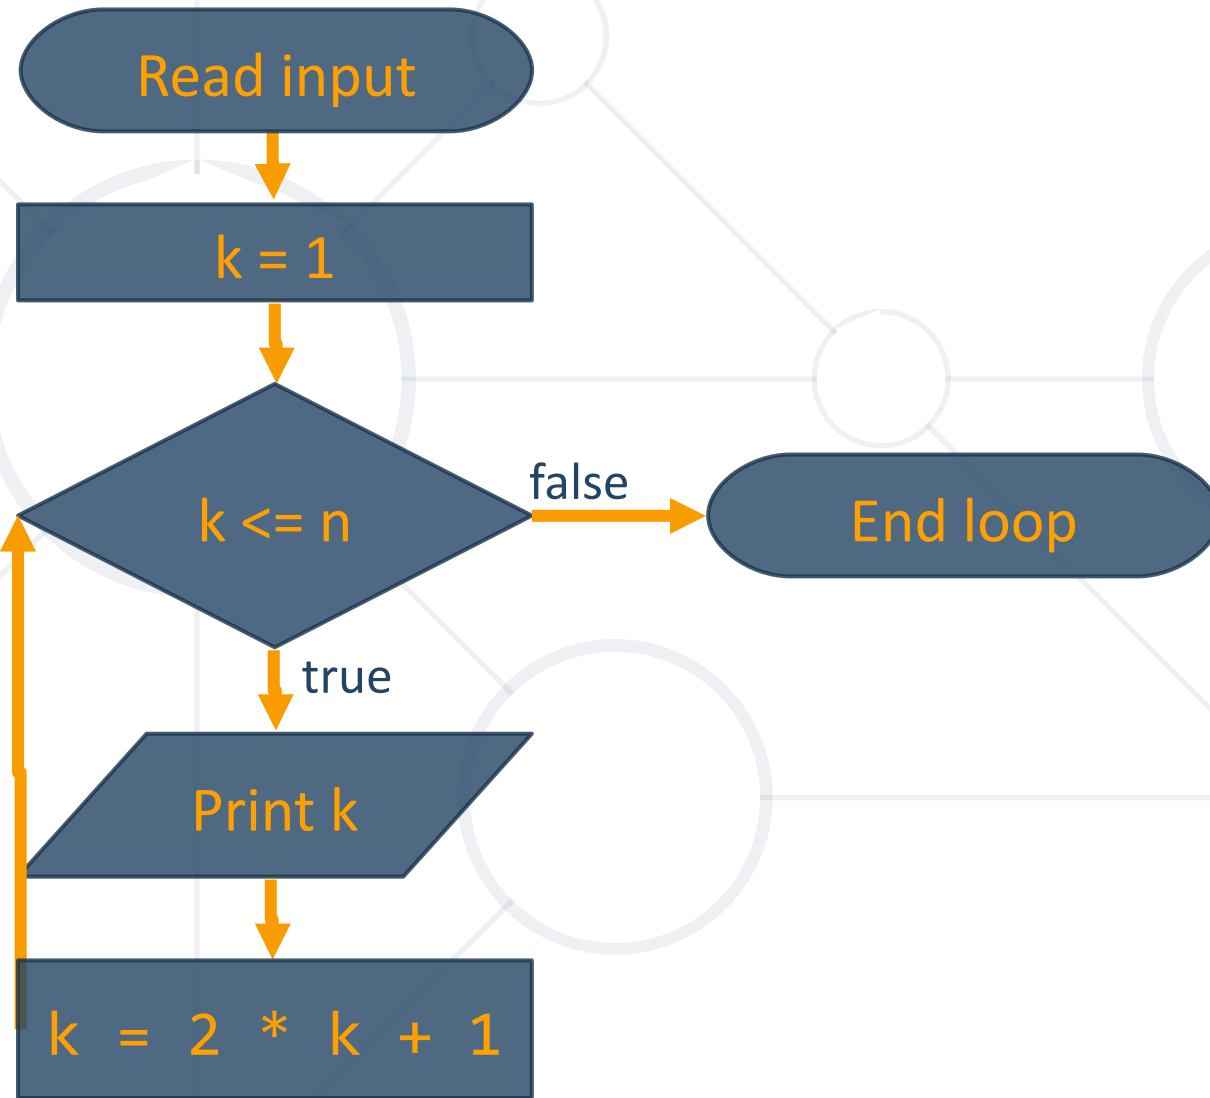 Read input
k = 1
k <= n
false
End loop
true
Print k
k = 2 * k + 1